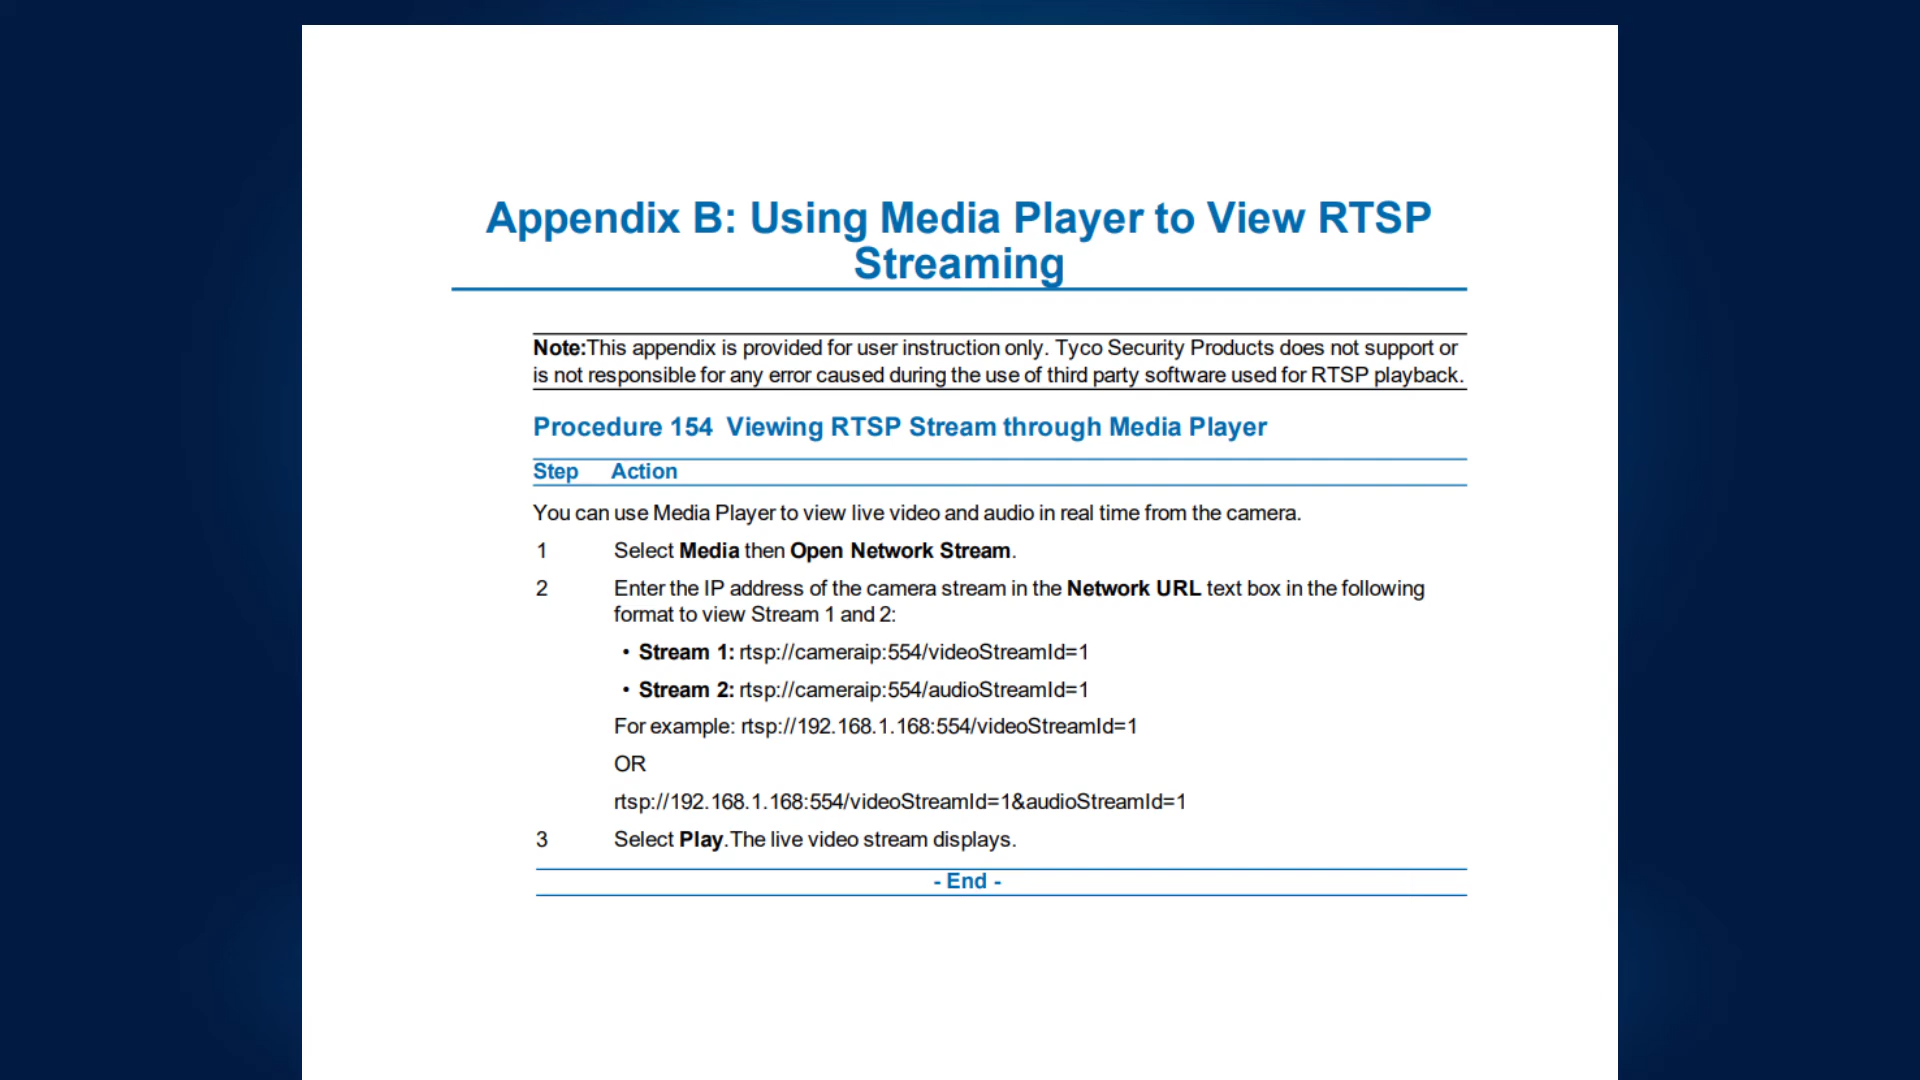 Appendix B: Using Media Player to View RTSP
Streaming
Note:This appendix is provided for user instruction only. Tyco Security Products does not support or
is not responsible for any error caused during the use of third party software used for RTSP playback.
Procedure 154 Viewing RTSP Stream through Media Player
Step Action
You can use Media Player to view live video and audio in real time from the camera.
1 Select Media then Open Network Stream.
2 Enter the IP address of the camera stream in the Network URL text box in the following
format to view Stream 1 and 2:
• Stream 1: rtsp://cameraip:554/videoStreamId=1
• Stream 2: rtsp://cameraip:554/audioStreamId=1
For example: rtsp://192.168.1.168:554/videoStreamId=1
OR
rtsp://192.168.1.168:554/videoStreamId=1&audioStreamId=1
3 Select Play.The live video stream displays.
- End -